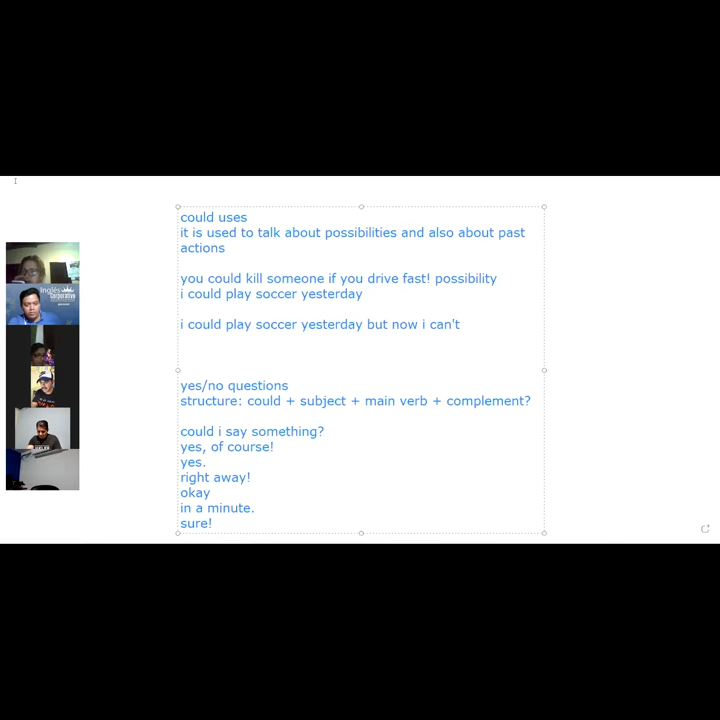 could uses
it is used to talk about possibilities and also about past
actions
you could kill someone if you drive fast! possibility
i could play soccer yesterday
i could play soccer yesterday but now i can't
yes/no questions
structure: could + subject + main verb + complement?
could i say something?
yes, of course!
yes.
right away!
okay
in a minute.
sure!
Inglés
Corporativo